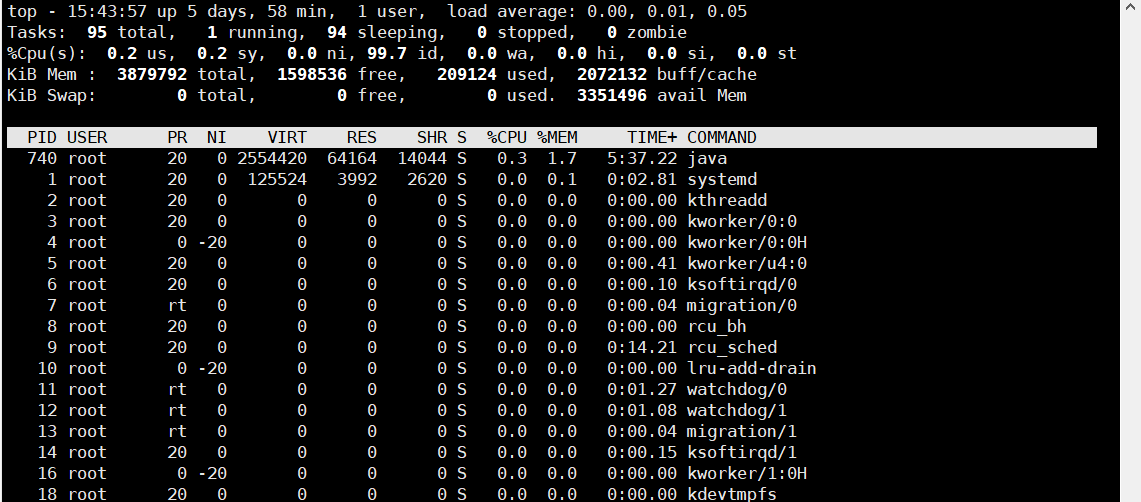 top - 15:43:57 up 5 days, 58 min,  1 user,  load average: 0.00, 0.01, 0.05
Tasks:  95 total,   1 running,  94 sleeping,   0 stopped,   0 zombie
%Cpu(s):  0.2 us,  0.2 sy,  0.0 ni, 99.7 id,  0.0 wa,  0.0 hi,  0.0 si,  0.0 st
KiB Mem :  3879792 total,  1598536 free,   209124 used,  2072132 buff/cache
KiB Swap:        0 total,        0 free,        0 used.  3351496 avail Mem
PID USER      PR  NI    VIRT    RES    SHR S  %CPU %MEM     TIME+ COMMAND
740 root      20   0 2554420  64164  14044 S   0.3  1.7   5:37.22 java
1 root      20   0  125524   3992   2620 S   0.0  0.1   0:02.81 systemd
2 root      20   0       0      0      0 S   0.0  0.0   0:00.00 kthreadd
3 root      20   0       0      0      0 S   0.0  0.0   0:00.00 kworker/0:0
4 root       0 -20       0      0      0 S   0.0  0.0   0:00.00 kworker/0:0H
5 root      20   0       0      0      0 S   0.0  0.0   0:00.41 kworker/u4:0
6 root      20   0       0      0      0 S   0.0  0.0   0:00.10 ksoftirqd/0
7 root      rt   0       0      0      0 S   0.0  0.0   0:00.04 migration/0
8 root      20   0       0      0      0 S   0.0  0.0   0:00.00 rcu_bh
9 root      20   0       0      0      0 S   0.0  0.0   0:14.21 rcu_sched
10 root       0 -20       0      0      0 S   0.0  0.0   0:00.00 lru-add-drain
11 root      rt   0       0      0      0 S   0.0  0.0   0:01.27 watchdog/0
12 root      rt   0       0      0      0 S   0.0  0.0   0:01.08 watchdog/1
13 root      rt   0       0      0      0 S   0.0  0.0   0:00.04 migration/1
14 root      20   0       0      0      0 S   0.0  0.0   0:00.15 ksoftirqd/1
16 root       0 -20       0      0      0 S   0.0  0.0   0:00.00 kworker/1:0H
18 root      20   0       0      0      0 S   0.0  0.0   0:00.00 kdevtmpfs